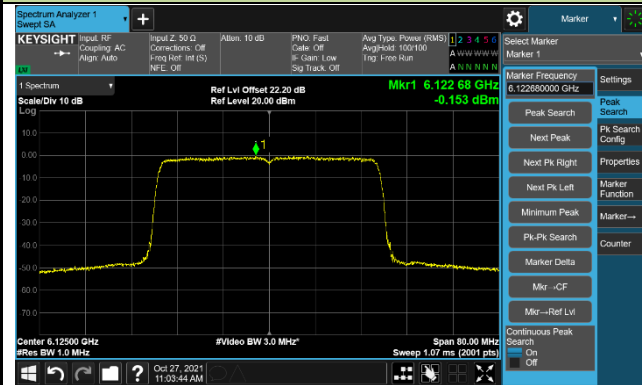 Spectrum Analyzer 1
Swept SA
Marker
KEYSIGHT
Input: RF
Coupling: AC
Align: Auto
Input Z: 50 Ω
Corrections: Off
Freq Ref: Int (S)
NFE: Off
Atten: 10 dB
PNO: Fast
Gate: Off
IF Gain: Low
Sig Track: Off
Avg Type: Power (RMS)
Avg|Hold: 100/100
Trig: Free Run
1 2 3 4 5 6
A W W W W W
A N N N N N
LXI
Select Marker
Marker 1
1 Spectrum
Scale/Div 10 dB
Log
Ref Lvl Offset 22.20 dB
Ref Level 20.00 dBm
Mkr1 6.122 68 GHz
-0.153 dBm
10.0
0.00
-10.0
-20.0
-30.0
-40.0
-50.0
-60.0
-70.0
1
Center 6.12500 GHz
#Res BW 1.0 MHz
#Video BW 3.0 MHz*
Span 80.00 MHz
Sweep 1.07 ms (2001 pts)
Marker Frequency
6.122680000 GHz
Peak Search
Next Peak
Next Pk Right
Next Pk Left
Minimum Peak
Pk-Pk Search
Marker Delta
Mkr→CF
Mkr→Ref Lvl
Continuous Peak
Search
On
Off
Settings
Peak
Search
Pk Search
Config
Properties
Marker
Function
Marker→
Counter
Oct 27, 2021
11:03:44 AM